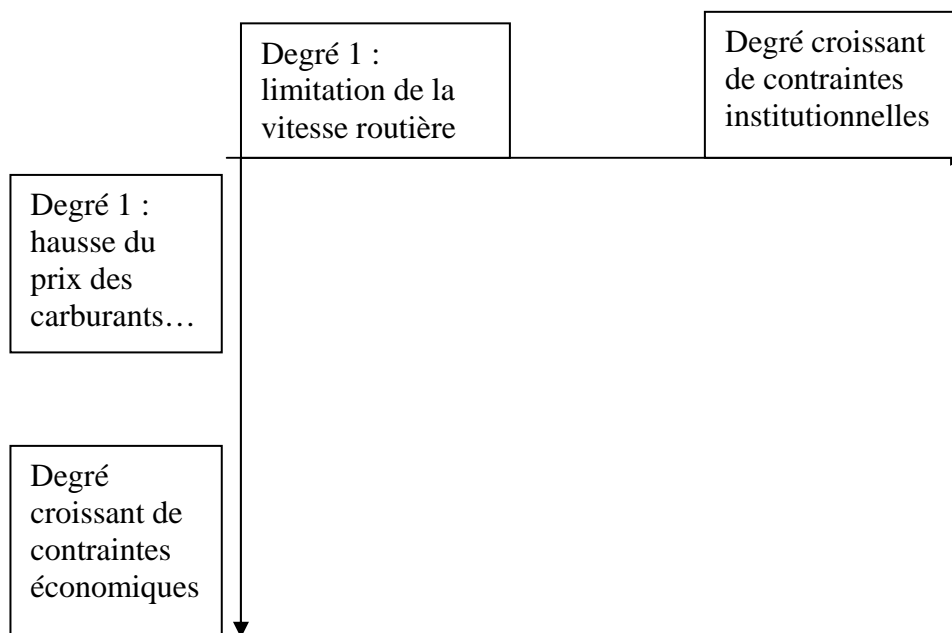 Degré 1 :
limitation de la
vitesse routière
Degré croissant
de contraintes
institutionnelles
Degré 1 :
hausse du
prix des
carburants…
Degré
croissant de
contraintes
économiques